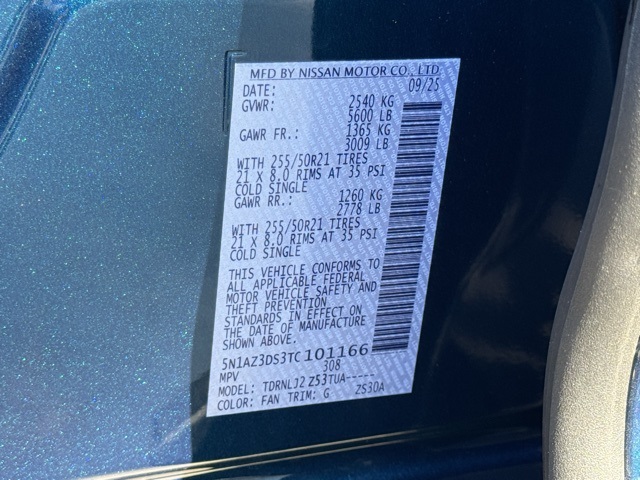 MFD BY NISSAN MOTOR CO., LTD.
DATE: 09/25
GVWR: 2540 KG
5600 LB
GAWR FR.: 1365 KG
3009 LB
WITH 255/50R21 TIRES
21 X 8.0 RIMS AT 35 PSI
COLD SINGLE
GAWR RR.: 1260 KG
2778 LB
WITH 255/50R21 TIRES
21 X 8.0 RIMS AT 35 PSI
COLD SINGLE
THIS VEHICLE CONFORMS TO
ALL APPLICABLE FEDERAL
MOTOR VEHICLE SAFETY AND
THEFT PREVENTION
STANDARDS IN EFFECT ON
THE DATE OF MANUFACTURE
SHOWN ABOVE.
5N1AZ3DS3TC101166
MPV 308
MODEL: TDRNLJ2 Z53TUA-----
COLOR: FAN TRIM: G ZS30A